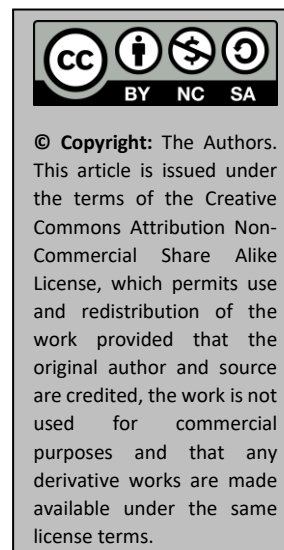 CC
BY NC SA
© Copyright: The Authors.
This article is issued under
the terms of the Creative
Commons Attribution Non-
Commercial Share Alike
License, which permits use
and redistribution of the
work provided that the
original author and source
are credited, the work is not
used for commercial
purposes and that any
derivative works are made
available under the same
license terms.